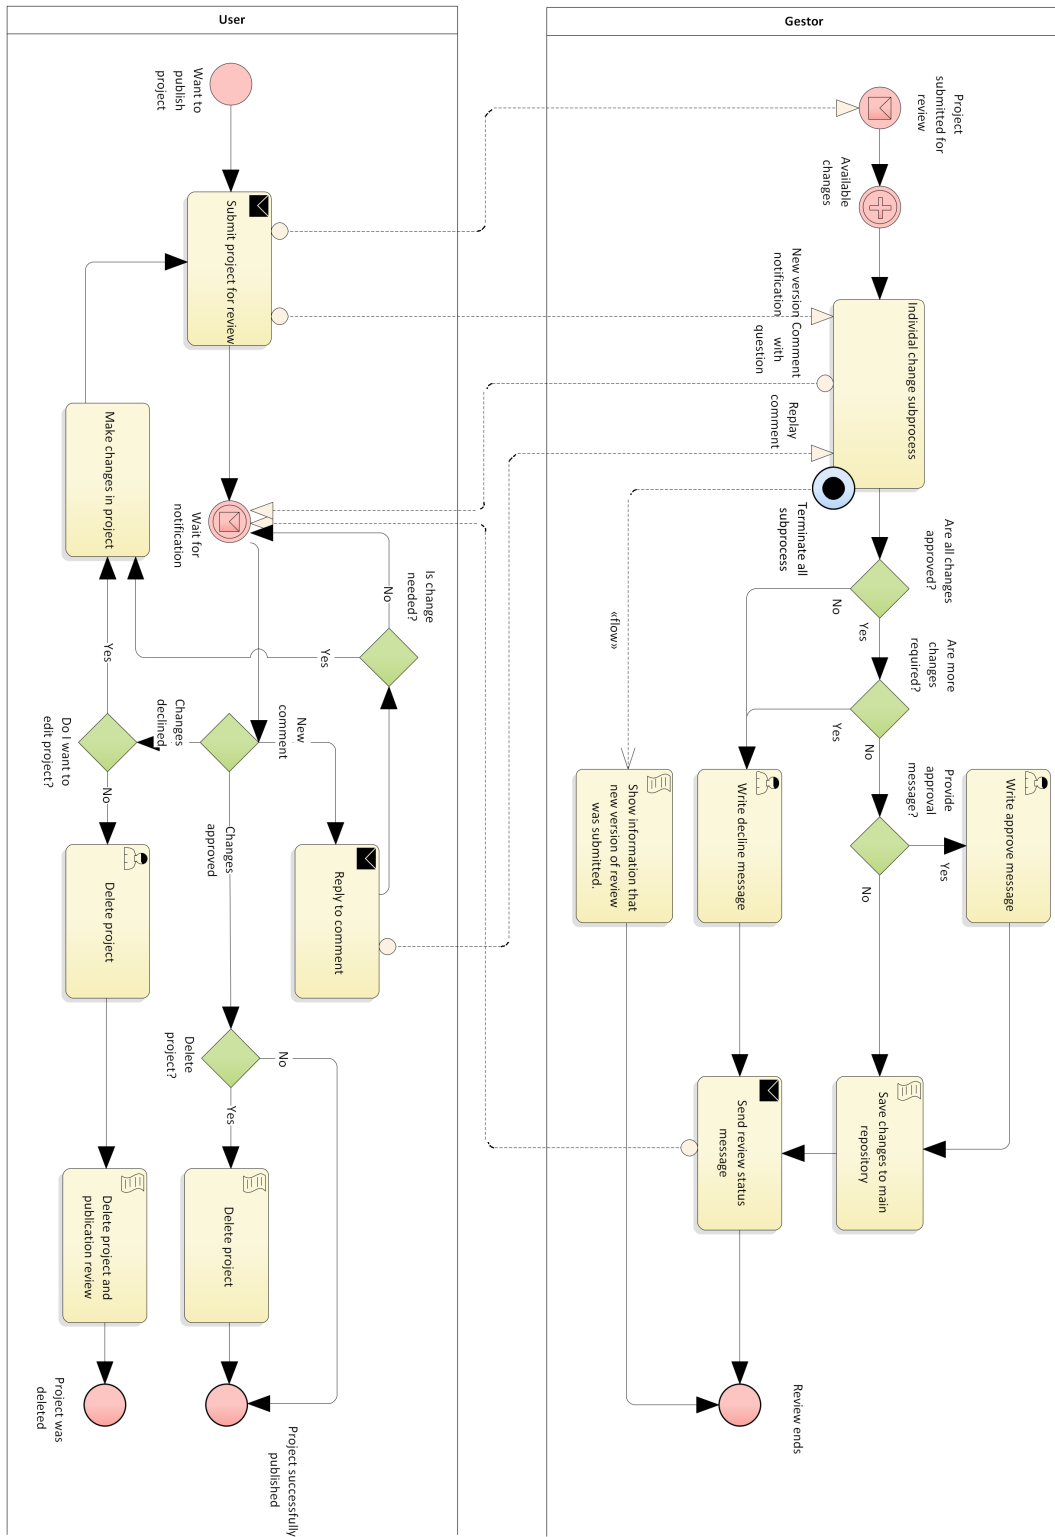 User
Want to
publish
project
Submit project for review
Make changes in project
Wait for
notification
Is change
needed?
No
Yes
Yes
Do I want to
edit project?
No
Changes
declined
New
comment
Changes
approved
Reply to comment
Delete project
Delete
project?
No
Yes
Delete project
Delete project and
publication review
Project was
deleted
Project successfully
published
Gestor
Project
submitted for
review
Available
changes
New version
notification
Comment
with
question
Replay
comment
Individal change subprocess
Terminate all
subprocess
«flow»
Are all changes
approved?
No
Yes
Are more
changes
required?
Yes
No
Provide
approval
message?
Yes
No
Write approve message
Write decline message
Show information that
new version of review
was submitted.
Save changes to main
repository
Send review status
message
Review ends